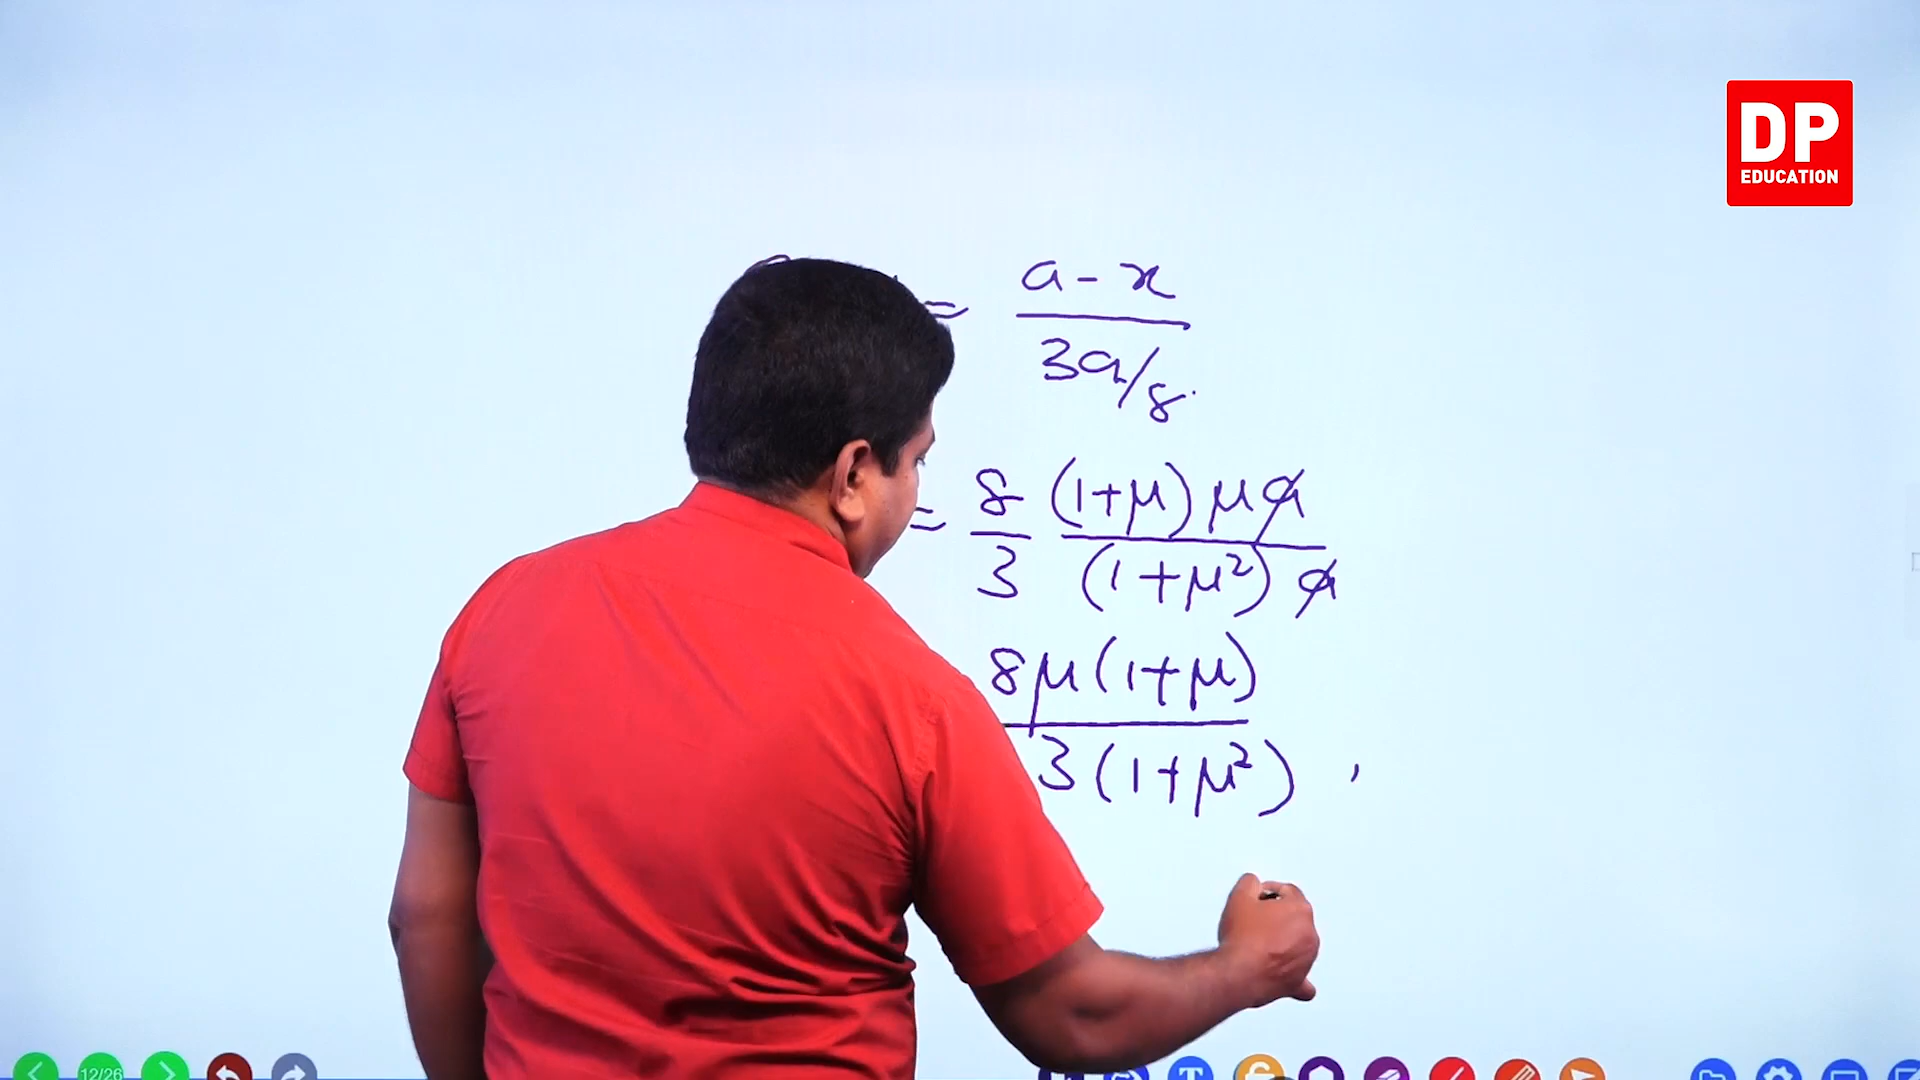 DP
EDUCATION
= a - x / 3a/8
= 8/3 (1+μ) μa / (1+μ²) a
8μ(1+μ) / 3(1+μ²)
12/26